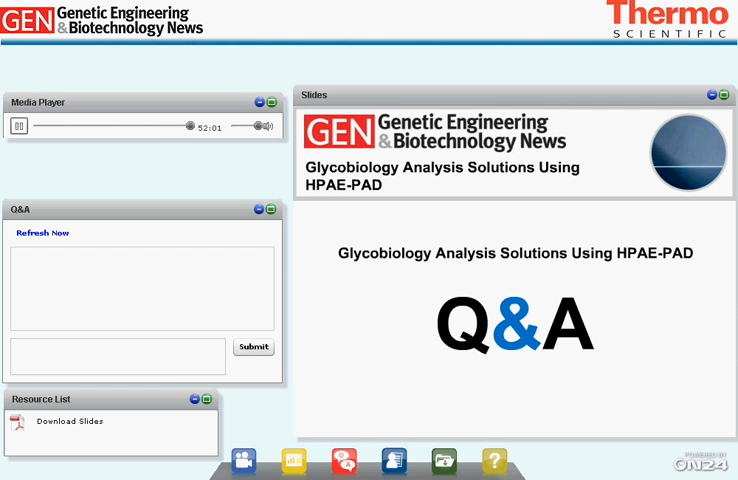 GEN Genetic Engineering
&Biotechnology News
Thermo
SCIENTIFIC
Media Player
52:01
Q&A
Refresh Now
Submit
Resource List
Download Slides
Slides
GEN Genetic Engineering
&Biotechnology News
Glycobiology Analysis Solutions Using
HPAE-PAD
Glycobiology Analysis Solutions Using HPAE-PAD
Q&A
Q
A
?
POWERED BY
ON24